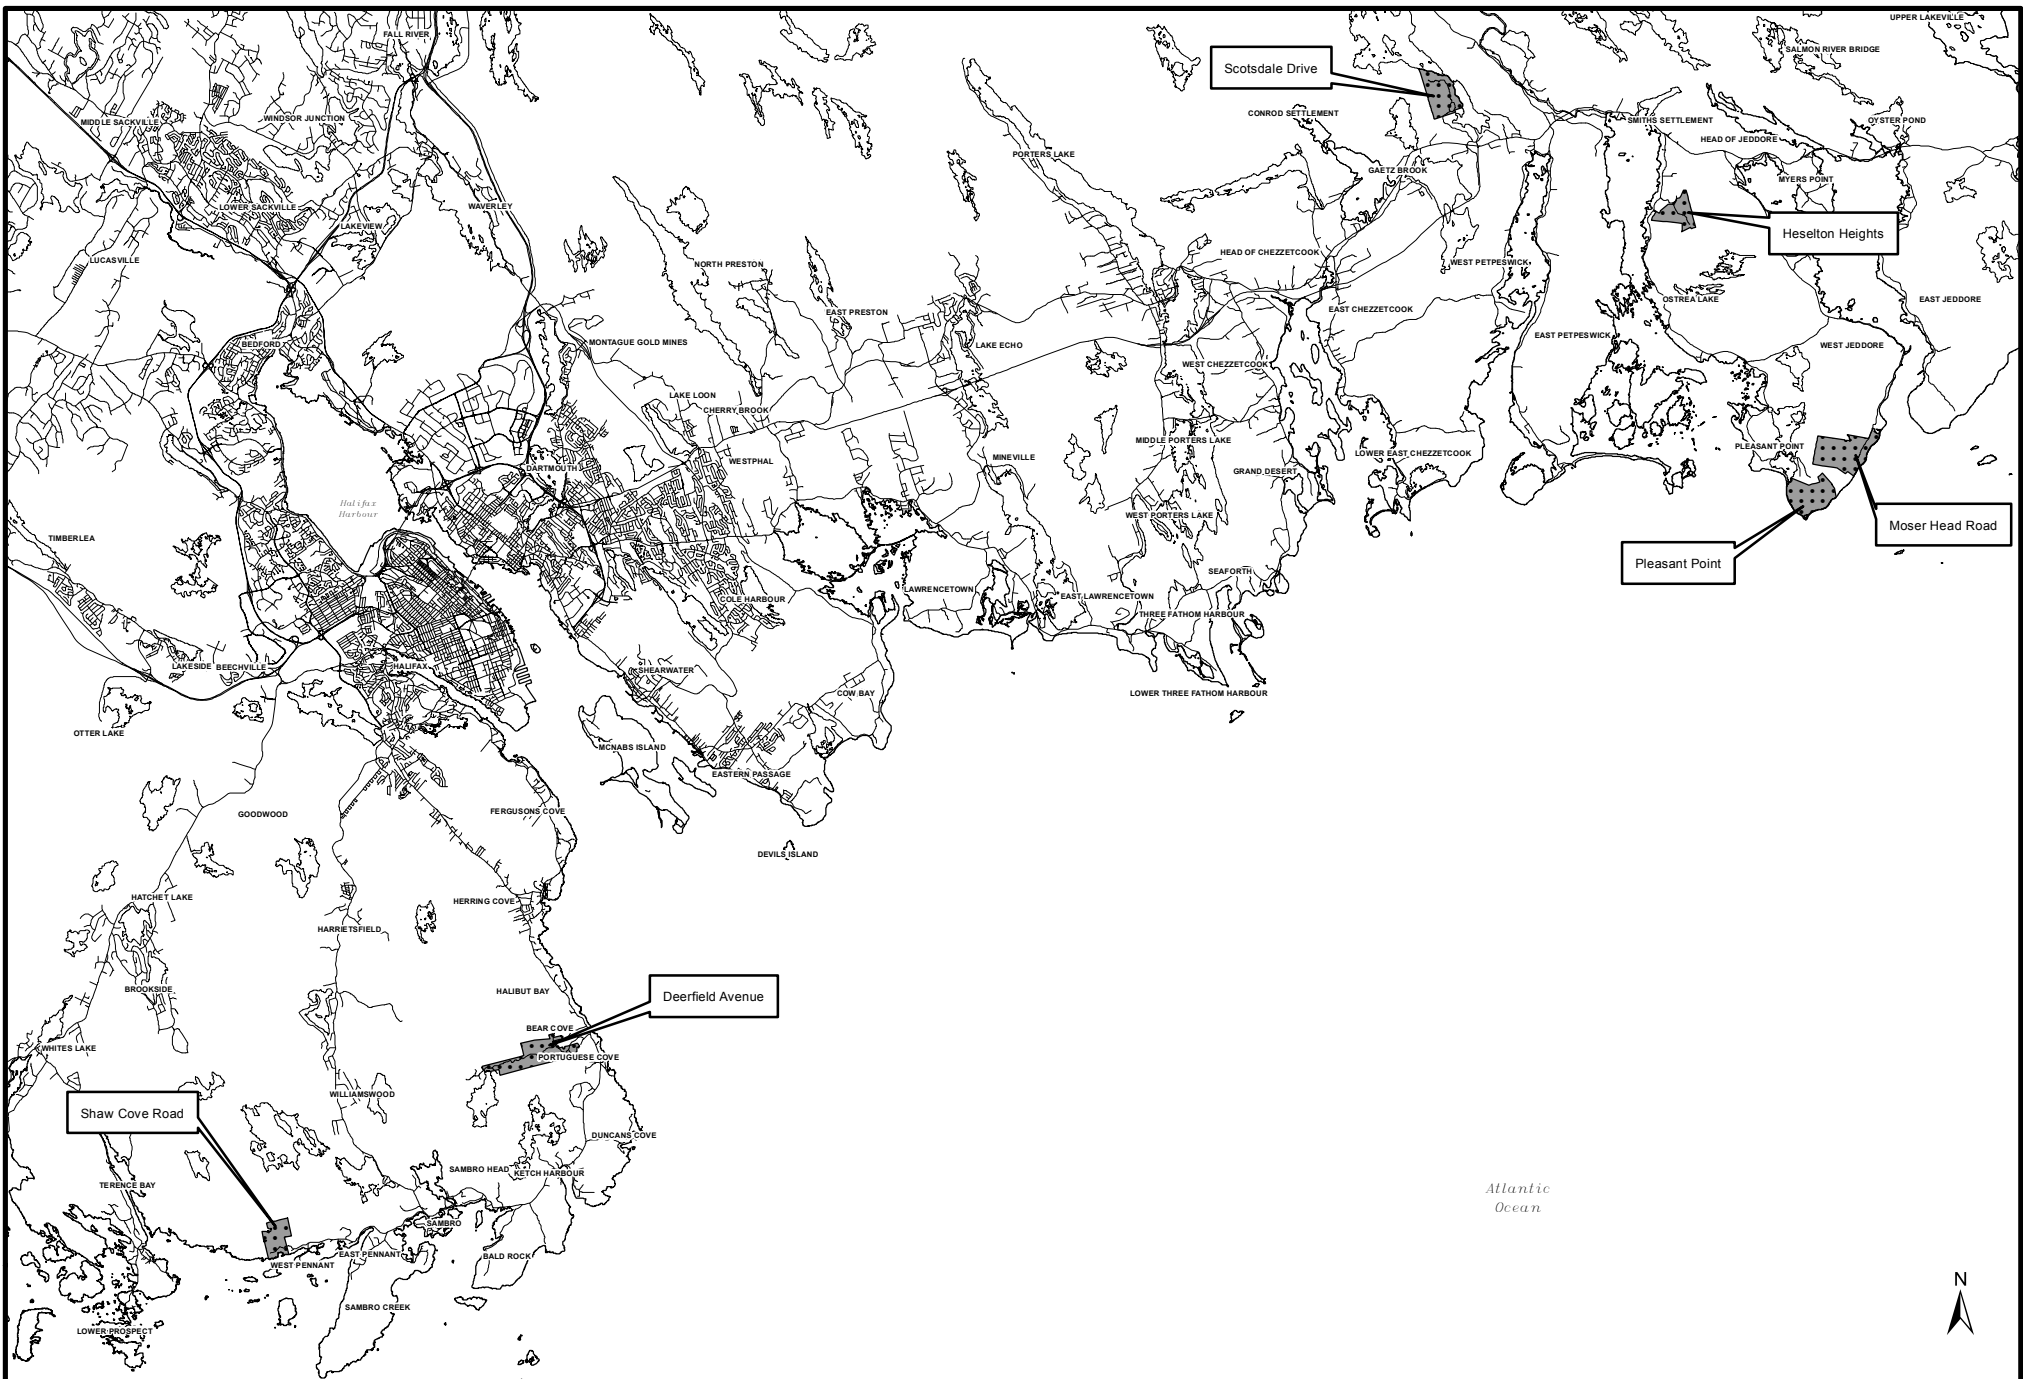 UPPER LAKEVILLE
FALL RIVER
SALMON RIVER BRIDGE
Scotsdale Drive
CONROD SETTLEMENT
WINDSOR JUNCTION
MIDDLE SACKVILLE
SMITHS SETTLEMENT
OYSTER POND
HEAD OF JEDDORE
PORTERS LAKE
GAETZ BROOK
MYERS POINT
LOWER SACKVILLE
WAVERLEY
LAKEVIEW
Heselton Heights
HEAD OF CHEZZETCOOK
LUCASVILLE
NORTH PRESTON
WEST PETPESWICK
OSTREA LAKE
EAST JEDDORE
EAST PRESTON
EAST CHEZZETCOOK
EAST PETPESWICK
BEDFORD
MONTAGUE GOLD MINES
LAKE ECHO
WEST JEDDORE
WEST CHEZZETCOOK
LAKE LOON
CHERRY BROOK
MIDDLE PORTERS LAKE
PLEASANT POINT
LOWER EAST CHEZZETCOOK
MINEVILLE
WESTPHAL
DARTMOUTH
GRAND DESERT
Halifax
Harbour
WEST PORTERS LAKE
Moser Head Road
TIMBERLEA
Pleasant Point
SEAFORTH
LAWRENCETOWN
EAST LAWRENCETOWN
COLE HARBOUR
THREE FATHOM HARBOUR
LAKESIDE
BEECHVILLE
HALIFAX
SHEARWATER
COW BAY
LOWER THREE FATHOM HARBOUR
OTTER LAKE
MCNABS ISLAND
EASTERN PASSAGE
FERGUSONS COVE
GOODWOOD
DEVILS ISLAND
HATCHET LAKE
HERRING COVE
HARRIETSFIELD
BROOKSIDE
HALIBUT BAY
Deerfield Avenue
BEAR COVE
WHITES LAKE
PORTUGUESE COVE
WILLIAMSWOOD
Shaw Cove Road
DUNCANS COVE
SAMBRO HEAD
KETCH HARBOUR
TERENCE BAY
Atlantic
Ocean
SAMBRO
EAST PENNANT
BALD ROCK
WEST PENNANT
N
SAMBRO CREEK
LOWER PROSPECT